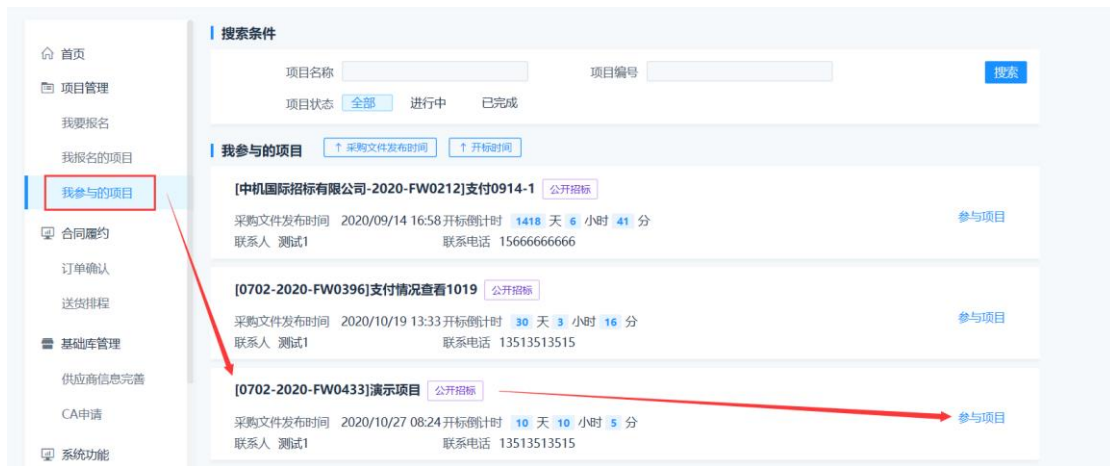 首页
项目管理
我要报名
我报名的项目
我参与的项目
合同履约
订单确认
送货排程
基础库管理
供应商信息完善
CA申请
系统功能
搜索条件
项目名称
项目编号
搜索
项目状态 全部 进行中 已完成
我参与的项目 ↑ 采购文件发布时间 ↑ 开标时间
[中机国际招标有限公司-2020-FW0212]支付0914-1 公开招标
采购文件发布时间 2020/09/14 16:58 开标倒计时 1418 天 6 小时 41 分
参与项目
联系人 测试1 联系电话 15666666666
[0702-2020-FW0396]支付情况查看1019 公开招标
采购文件发布时间 2020/10/19 13:33 开标倒计时 30 天 3 小时 16 分
参与项目
联系人 测试1 联系电话 13513513515
[0702-2020-FW0433]演示项目 公开招标
采购文件发布时间 2020/10/27 08:24 开标倒计时 10 天 10 小时 5 分
参与项目
联系人 测试1 联系电话 13513513515